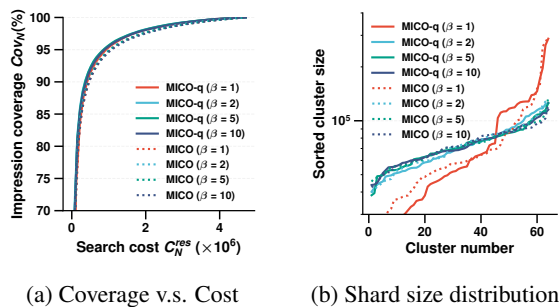 Impression coverage Cov_N(%)
100
95
90
85
80
75
70
MICO-q (β = 1)
MICO-q (β = 2)
MICO-q (β = 5)
MICO-q (β = 10)
MICO (β = 1)
MICO (β = 2)
MICO (β = 5)
MICO (β = 10)
0 2 4
Search cost C_N^res (×10^6)
(a) Coverage v.s. Cost
Sorted cluster size
10^5
MICO-q (β = 1)
MICO-q (β = 2)
MICO-q (β = 5)
MICO-q (β = 10)
MICO (β = 1)
MICO (β = 2)
MICO (β = 5)
MICO (β = 10)
0 20 40 60
Cluster number
(b) Shard size distribution